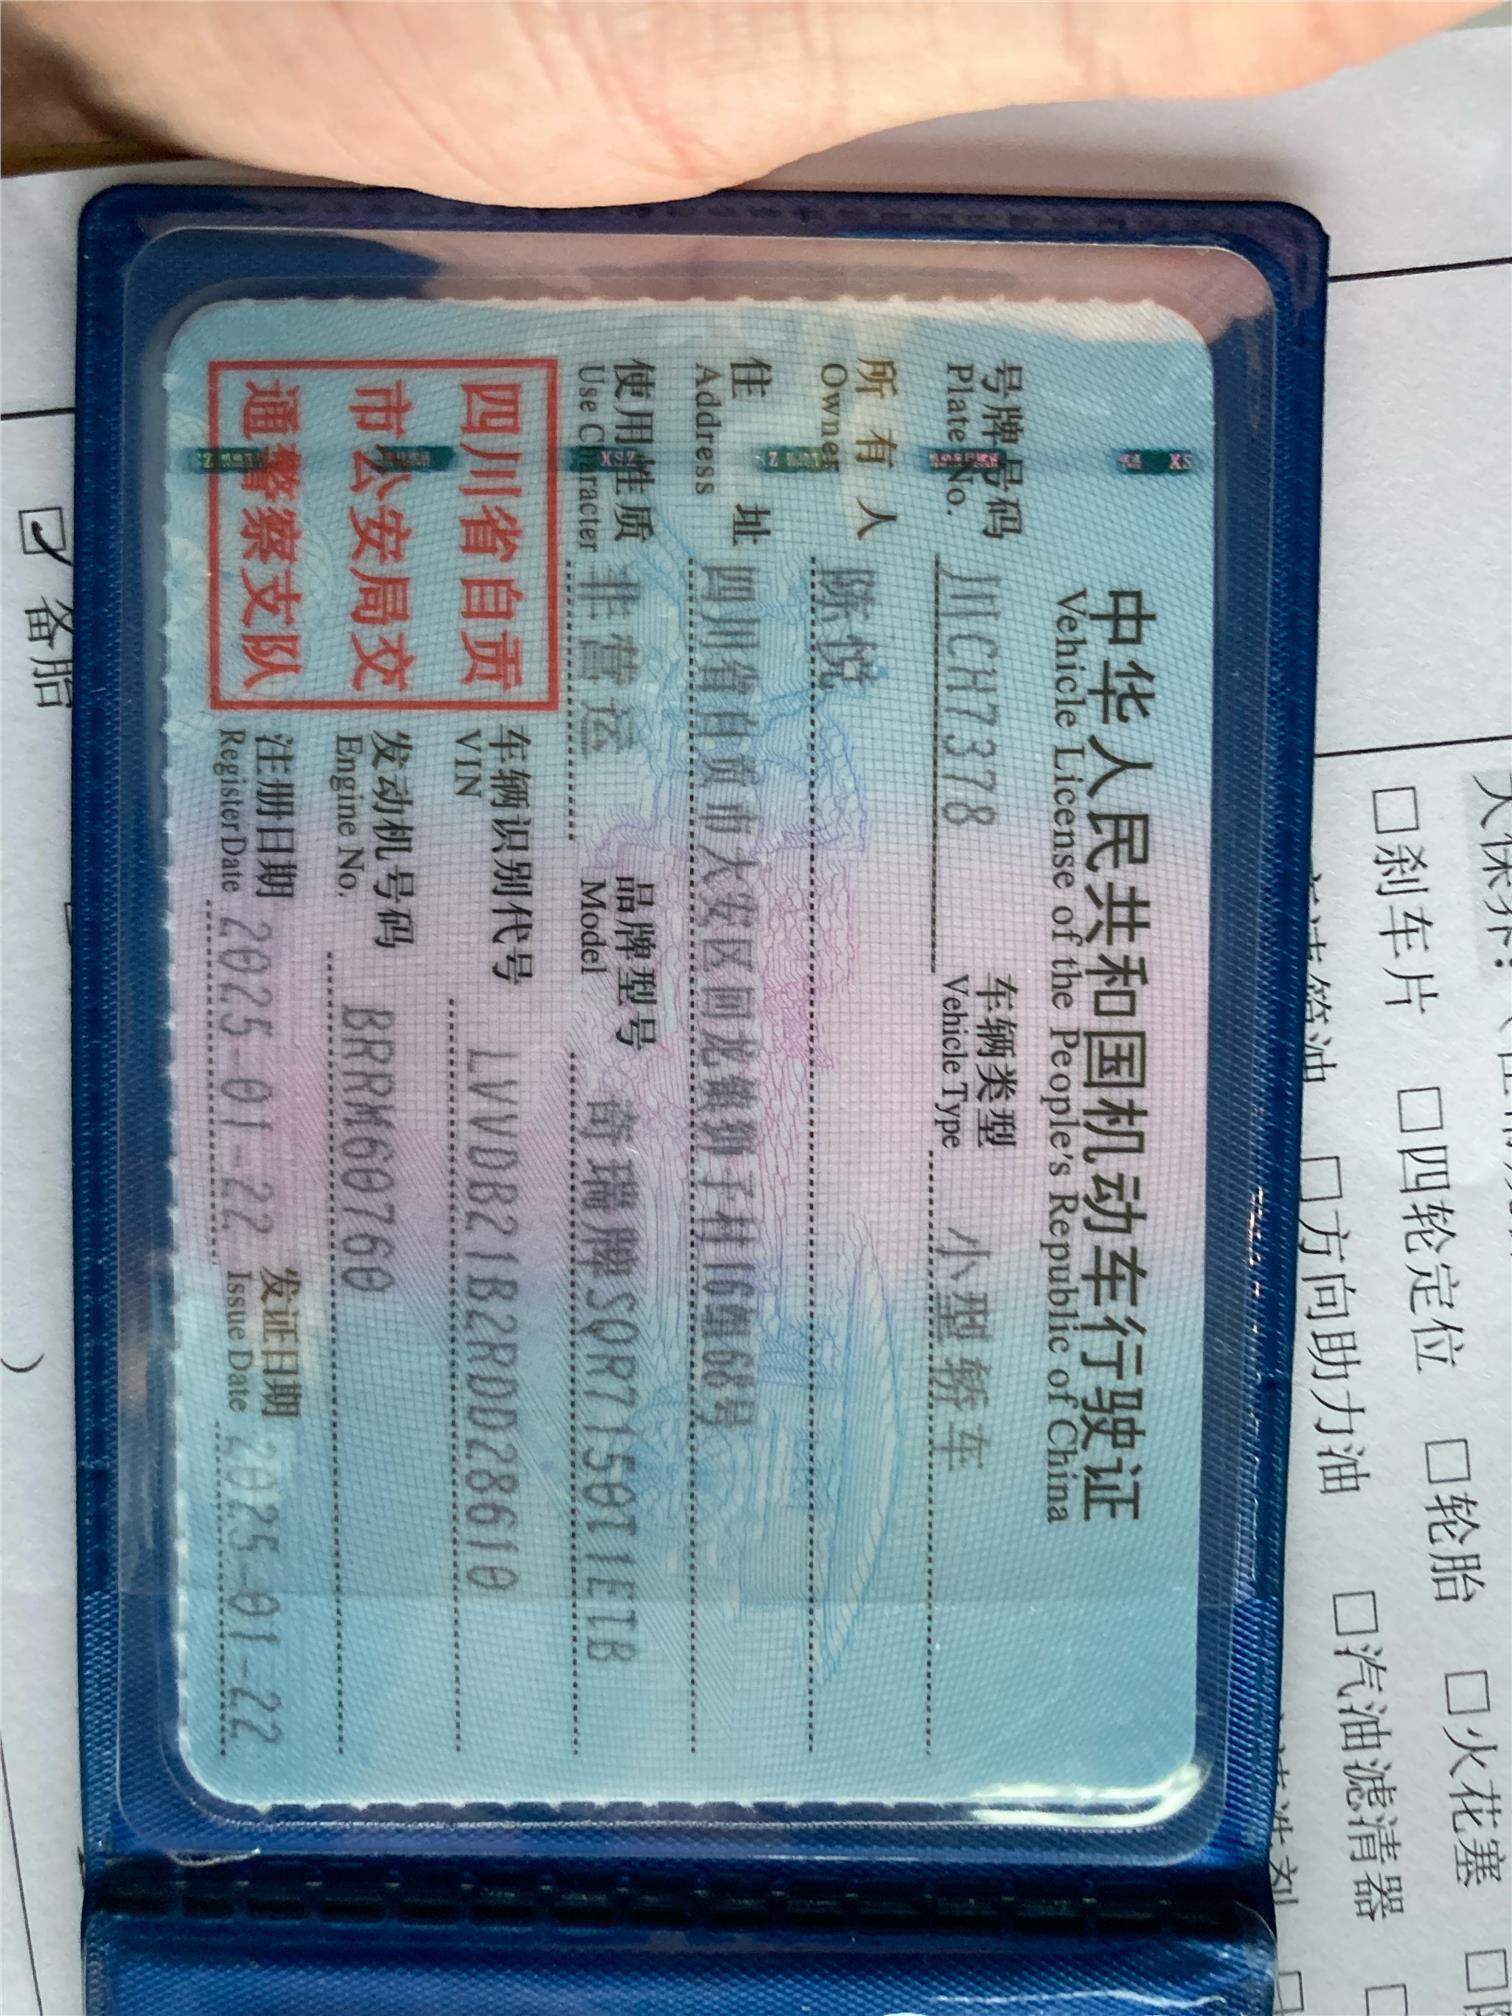 中华人民共和国机动车行驶证
Vehicle License of the People's Republic of China
号牌号码 川CH7378 车辆类型 小型轿车
Plate No. Vehicle Type
所有人 陈悦
Owner
住址 四川省自贡市大安区回龙镇狮子村16组68号
Address
使用性质 非营运 品牌型号 奇瑞牌SQR7150T1ETB
Use Character Model
四川省自贡
市公安局交
通警察支队
车辆识别代号 LVVDB21B2RDD28610
VIN
发动机号码 BRRM60760
Engine No.
注册日期 2025-01-22 发证日期 2025-01-22
Register Date Issue Date
□刹车片 □四轮定位 □轮胎 □火花塞
□方向助力油 □汽油滤清器
备胎